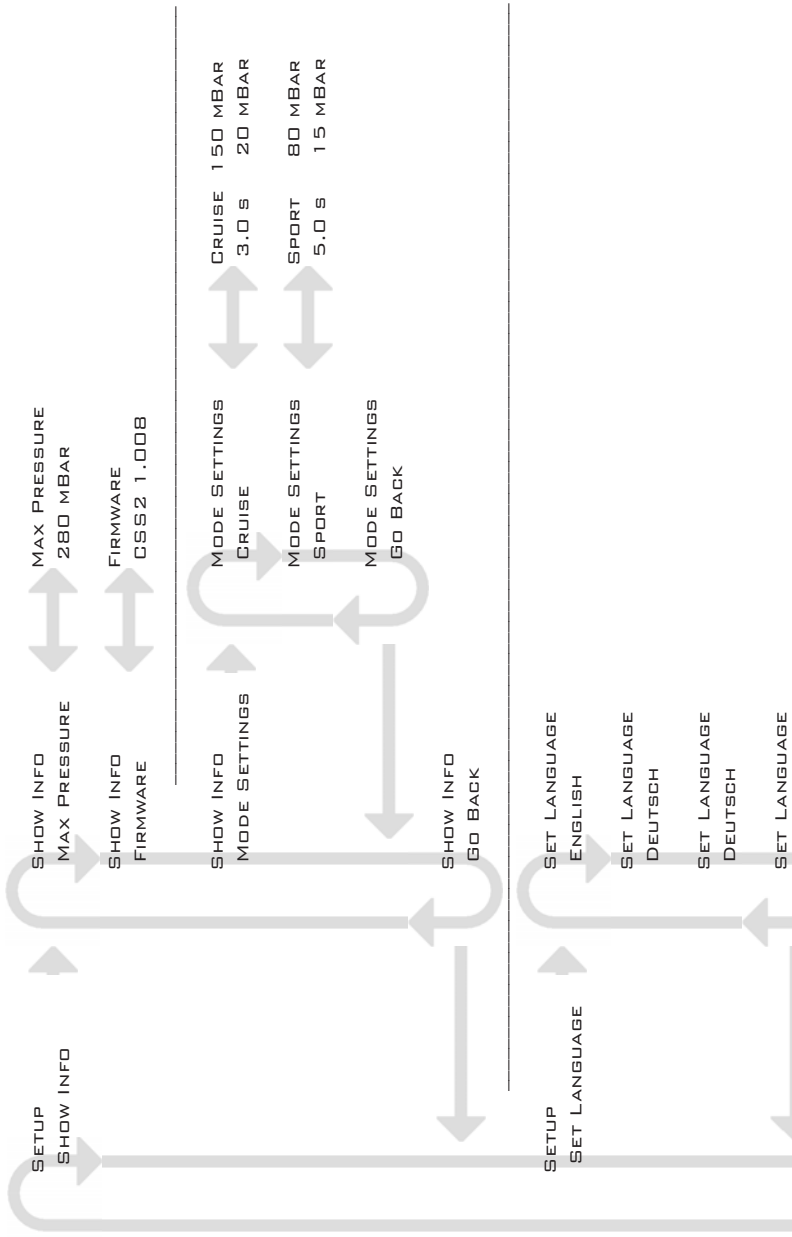 Setup
Show Info
Show Info
Max Pressure
Max Pressure
280 mBar
Show Info
Firmware
Firmware
CSS2 1.008
Show Info
Mode Settings
Mode Settings
Cruise
Cruise 150 mBar
3.0 s 20 mBar
Mode Settings
Sport
Sport 80 mBar
5.0 s 15 mBar
Mode Settings
Go Back
Show Info
Go Back
Setup
Set Language
Set Language
English
Set Language
Deutsch
Set Language
Deutsch
Set Language